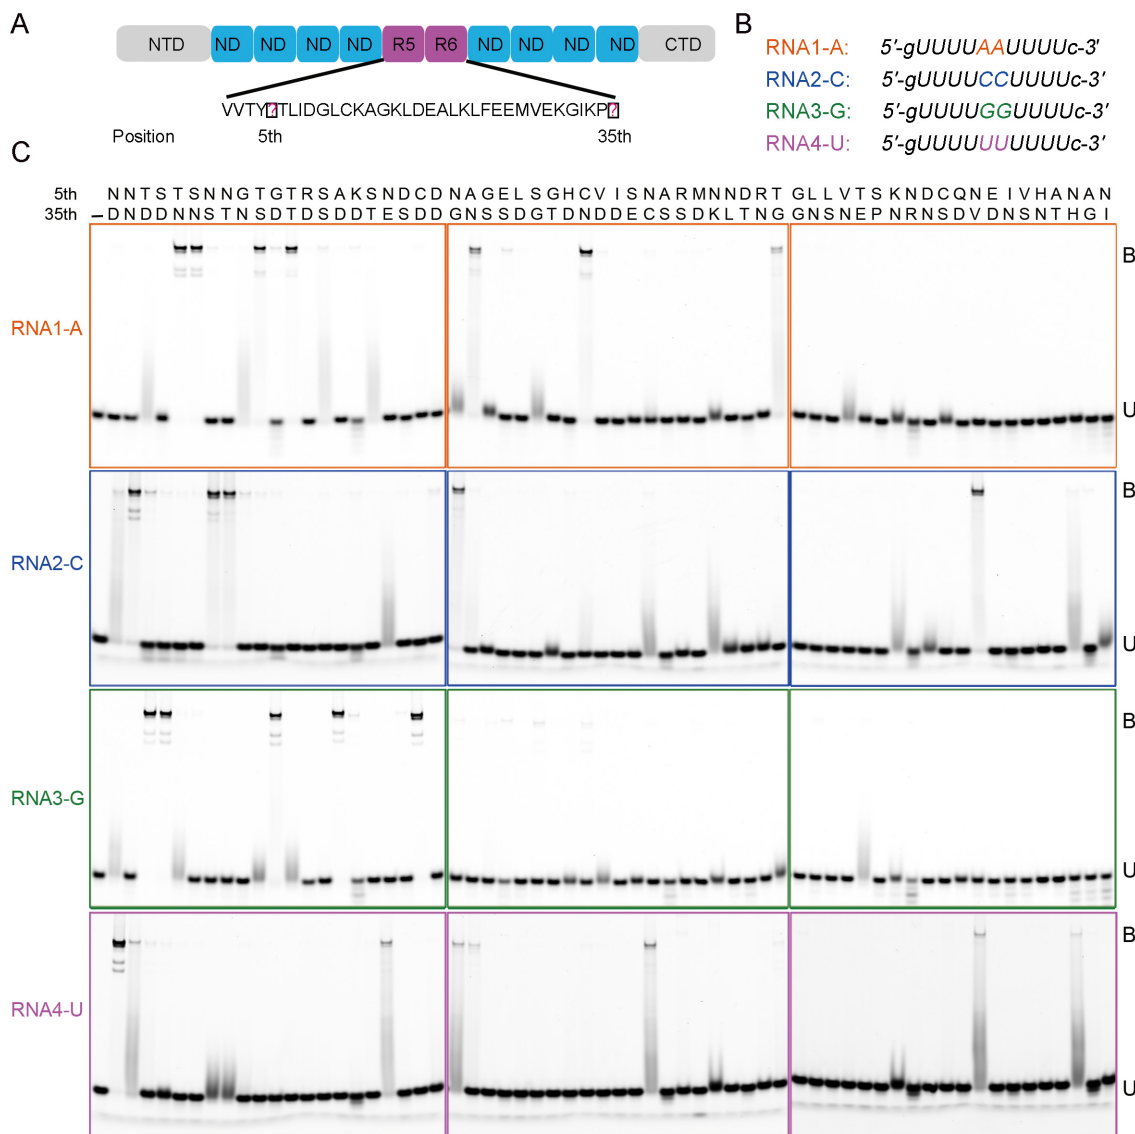 A
NTD ND ND ND ND R5 R6 ND ND ND ND CTD
VVTY?TLIDGLCKAGKLDEALKLFEEMVEKGIKP?
Position 5th 35th
B
RNA1-A: 5′-gUUUUAAUUUUc-3′
RNA2-C: 5′-gUUUUCCUUUUc-3′
RNA3-G: 5′-gUUUUGGUUUUc-3′
RNA4-U: 5′-gUUUUUUUUUUc-3′
C
5th N N T S T S N N G T G T R S A K S N D C D N A G E L S G H C V I S N A R M N N D R T G L L V T S K N D C Q N E I V H A N A N
35th – D N D D N N S T N S D T D S D D T E S D D G N S S D G T D N D D E C S S D K L T N G G N S N E P N R N S D V D N S N T H G I
B
RNA1-A
U
B
RNA2-C
U
B
RNA3-G
U
B
RNA4-U
U